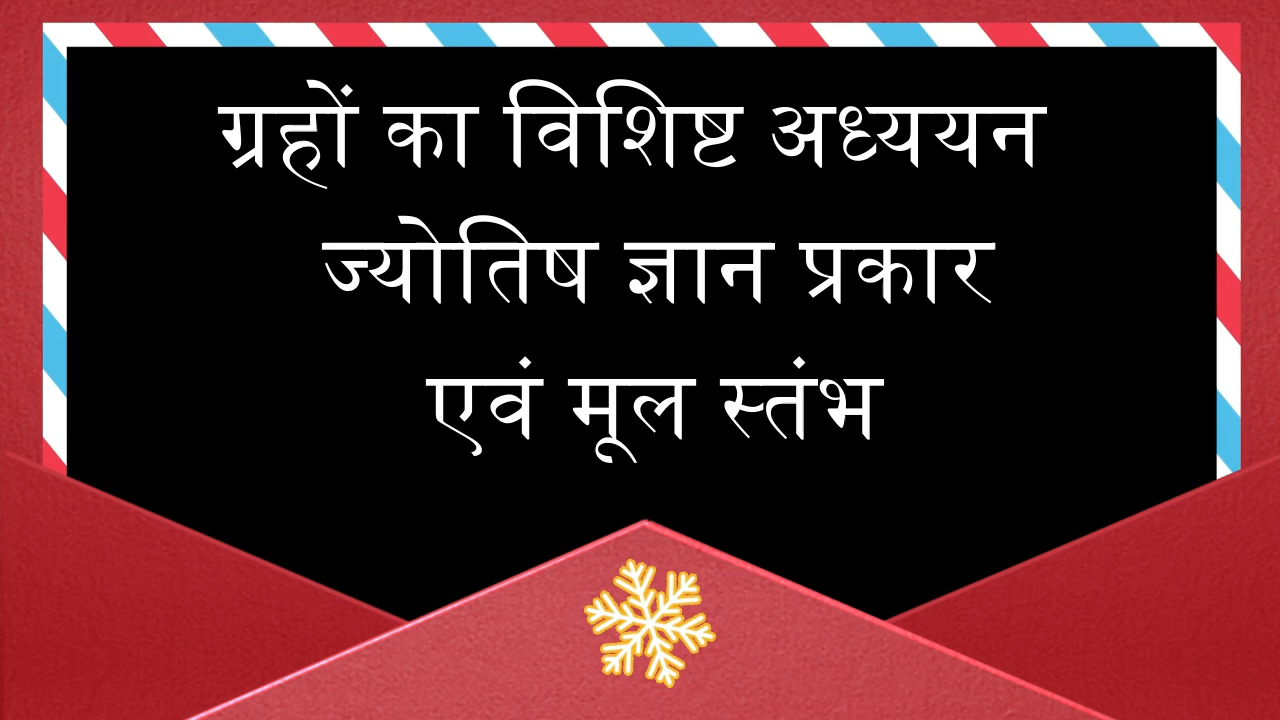 ग्रहों का विशिष्ट अध्ययन
ज्योतिष ज्ञान प्रकार
एवं मूल स्तंभ